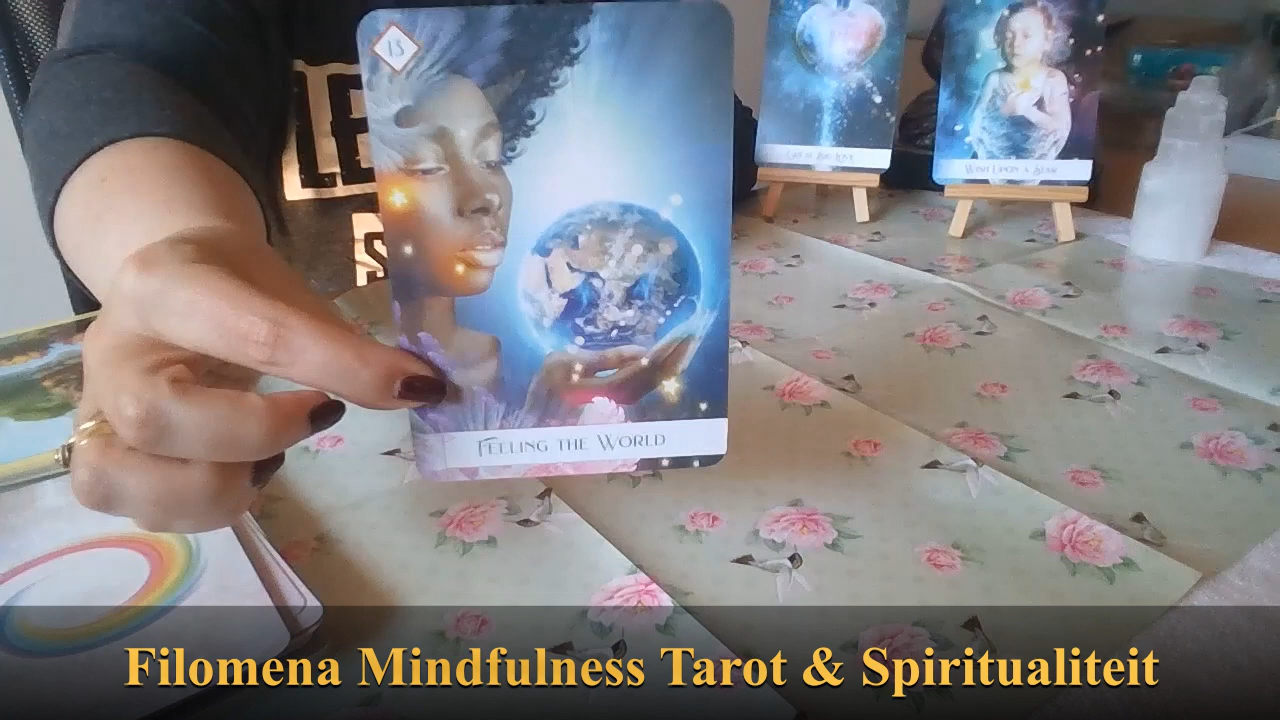 15
FEELING THE WORLD
WISH UPON A STAR
Filomena Mindfulness Tarot & Spiritualiteit